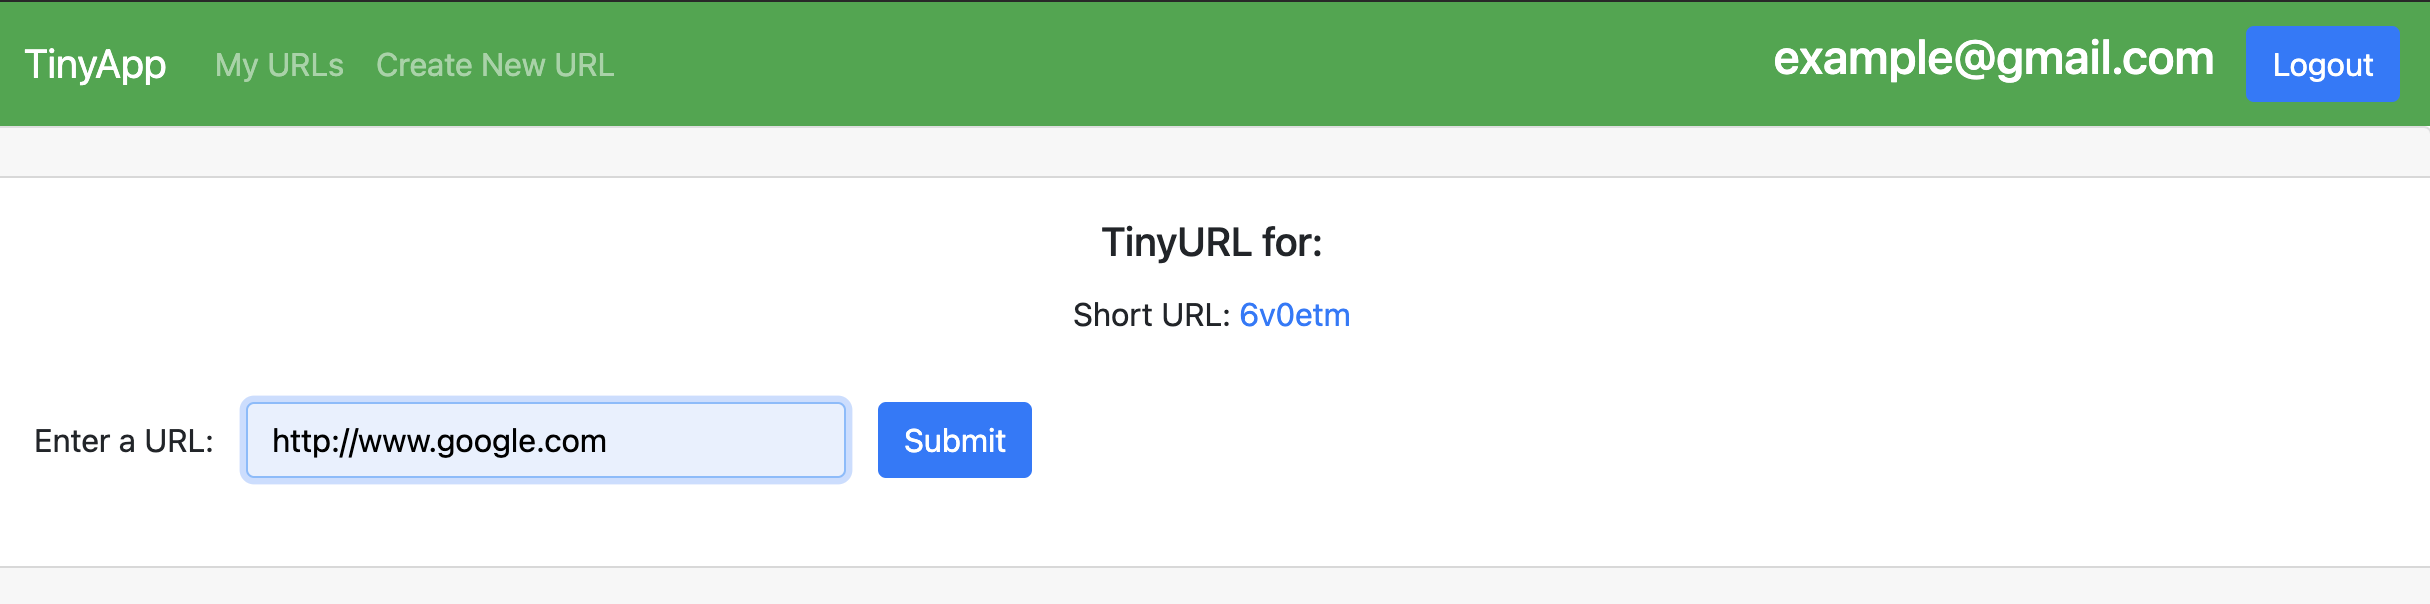 TinyApp My URLs Create New URL example@gmail.com Logout
TinyURL for:
Short URL: 6v0etm
Enter a URL: http://www.google.com Submit